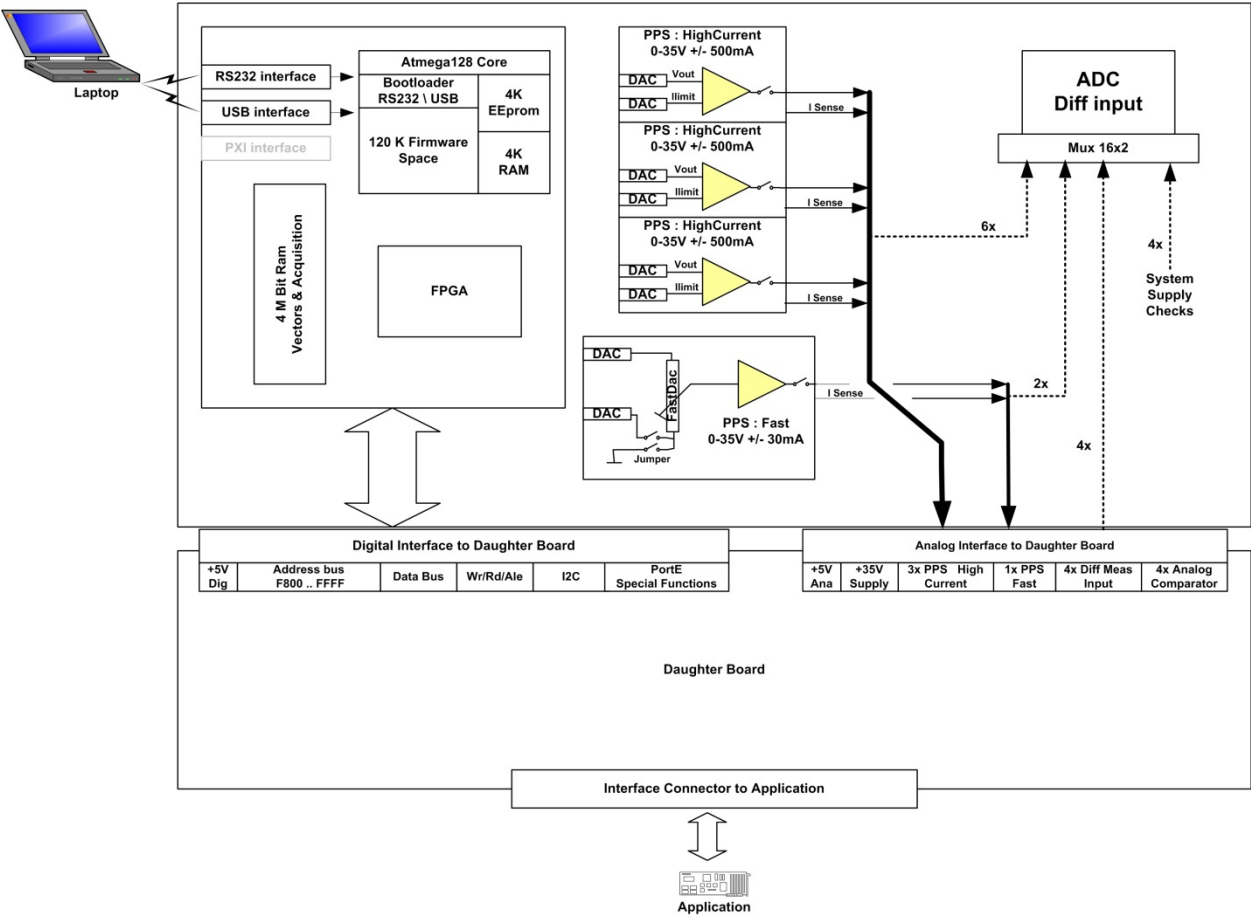 Laptop
RS232 interface
USB interface
PXI interface
Atmega128 Core
Bootloader
RS232 \ USB
4K
EEprom
120 K Firmware
Space
4K
RAM
4 M Bit Ram
Vectors & Acquisition
FPGA
PPS : HighCurrent
0-35V +/- 500mA
DAC
Vout
DAC
Ilimit
I Sense
PPS : HighCurrent
0-35V +/- 500mA
DAC
Vout
DAC
Ilimit
I Sense
PPS : HighCurrent
0-35V +/- 500mA
DAC
Vout
DAC
Ilimit
I Sense
DAC
DAC
FastDac
Jumper
PPS : Fast
0-35V +/- 30mA
I Sense
ADC
Diff input
Mux 16x2
6x
4x
System
Supply
Checks
2x
4x
Digital Interface to Daughter Board
+5V
Dig
Address bus
F800 .. FFFF
Data Bus
Wr/Rd/Ale
I2C
PortE
Special Functions
Analog Interface to Daughter Board
+5V
Ana
+35V
Supply
3x PPS High
Current
1x PPS
Fast
4x Diff Meas
Input
4x Analog
Comparator
Daughter Board
Interface Connector to Application
Application